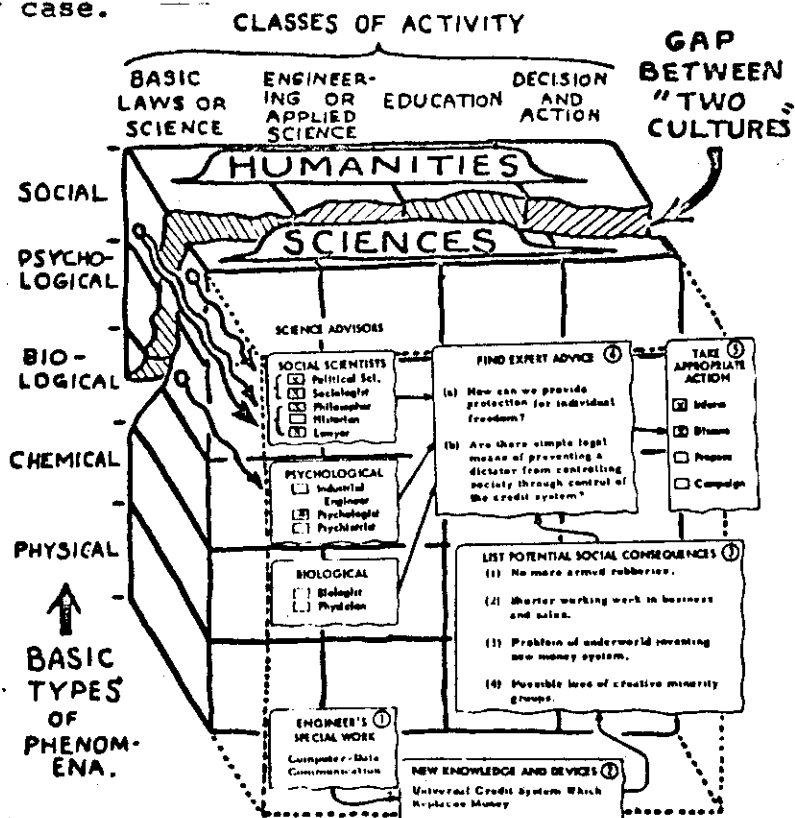 case.
CLASSES OF ACTIVITY
BASIC
LAWS OR
SCIENCE
ENGINEER-
ING OR
APPLIED
SCIENCE
EDUCATION
DECISION
AND
ACTION
GAP
BETWEEN
"TWO
CULTURES"
HUMANITIES
SCIENCES
SOCIAL
PSYCHO-
LOGICAL
BIO-
LOGICAL
CHEMICAL
PHYSICAL
BASIC
TYPES
OF
PHENOM-
ENA.
SCIENCE ADVISORS
SOCIAL SCIENTISTS
Political Sci.
Sociologist
Philosopher
Historian
Lawyer
PSYCHOLOGICAL
Industrial
Engineer
Psychologist
Psychiatrist
BIOLOGICAL
Biologist
Physician
ENGINEER'S ①
SPECIAL WORK
Computer-Data
Communication
NEW KNOWLEDGE AND DEVICES ②
Universal Credit System Which
Replaces Money
LIST POTENTIAL SOCIAL CONSEQUENCES ③
(1) No more armed robberies.
(2) Shorter working week in business
and sales.
(3) Problem of underworld inventing
new money system.
(4) Possible loss of creative minority
groups.
FIND EXPERT ADVICE ④
(a) How can we provide
protection for individual
freedom?
(b) Are there simple legal
means of preventing a
dictator from controlling
society through control of
the credit system?
TAKE ⑤
APPROPRIATE
ACTION
Inform
Discuss
Propose
Campaign